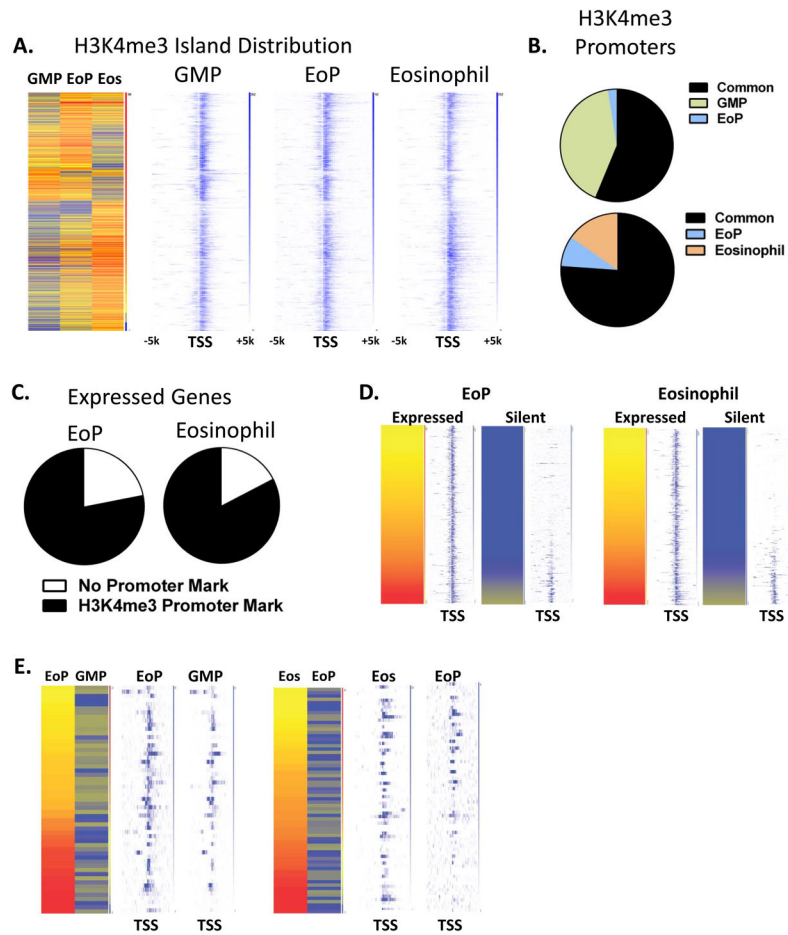 A. H3K4me3 Island Distribution
GMP EoP Eos
GMP EoP Eosinophil
-5k TSS +5k -5k TSS +5k -5k TSS +5k
B. H3K4me3
Promoters
Common
GMP
EoP
Common
EoP
Eosinophil
C. Expressed Genes
EoP Eosinophil
No Promoter Mark
H3K4me3 Promoter Mark
D. EoP Eosinophil
Expressed Silent Expressed Silent
TSS TSS TSS TSS
E.
EoP GMP EoP GMP Eos EoP Eos EoP
TSS TSS TSS TSS